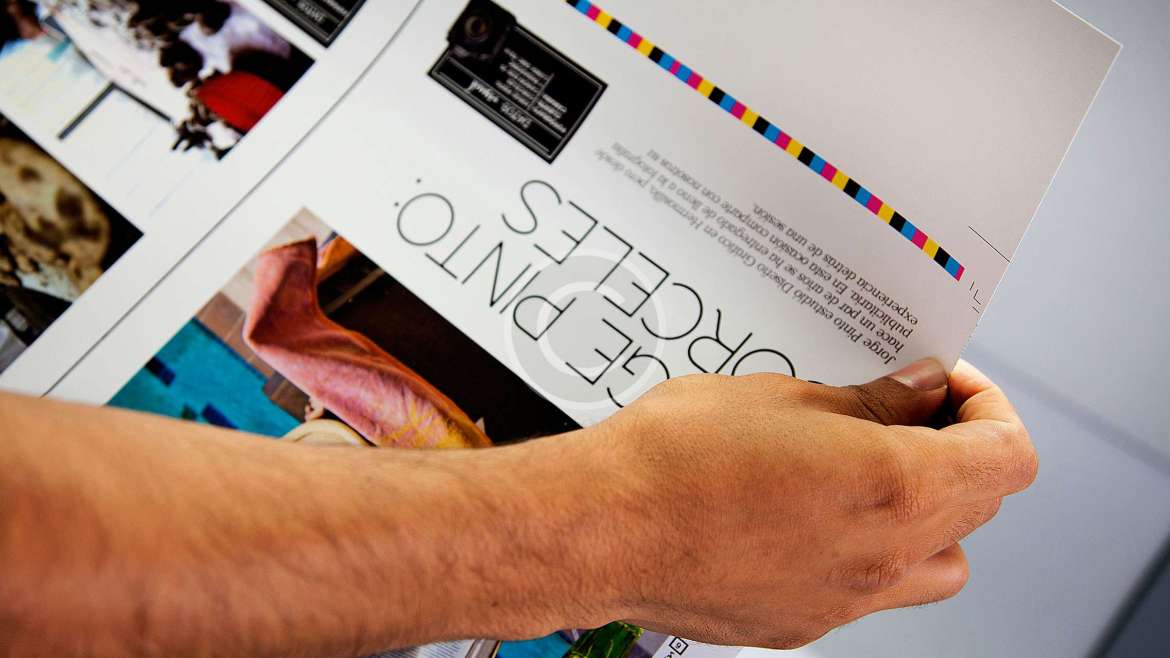 GE PINTO.
ORCELES
Jorge Pinto estudió Diseño Gráfico en Hermosillo, pero desde
hace un par de años se ha entregado de lleno a la fotografía
publicitaria. En esta ocasión comparte con nosotros su
experiencia detrás de una sesión.
DATOS